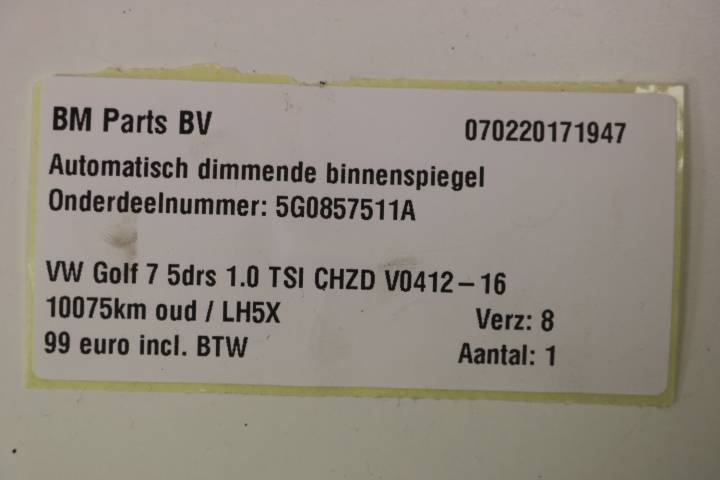 BM Parts BV 070220171947
Automatisch dimmende binnenspiegel
Onderdeelnummer: 5G0857511A
VW Golf 7 5drs 1.0 TSI CHZD V0412-16
10075km oud / LH5X Verz: 8
99 euro incl. BTW Aantal: 1